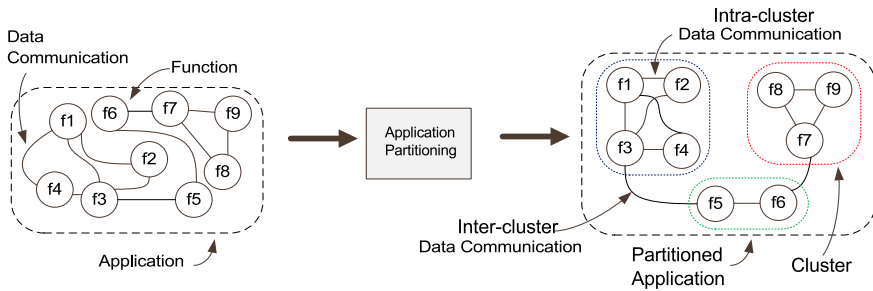 Data
Communication
Function
f1
f6
f7
f9
f2
f8
f4
f3
f5
Application
Application
Partitioning
Intra-cluster
Data Communication
f1
f2
f3
f4
f8
f9
f7
f5
f6
Inter-cluster
Data Communication
Partitioned
Application
Cluster